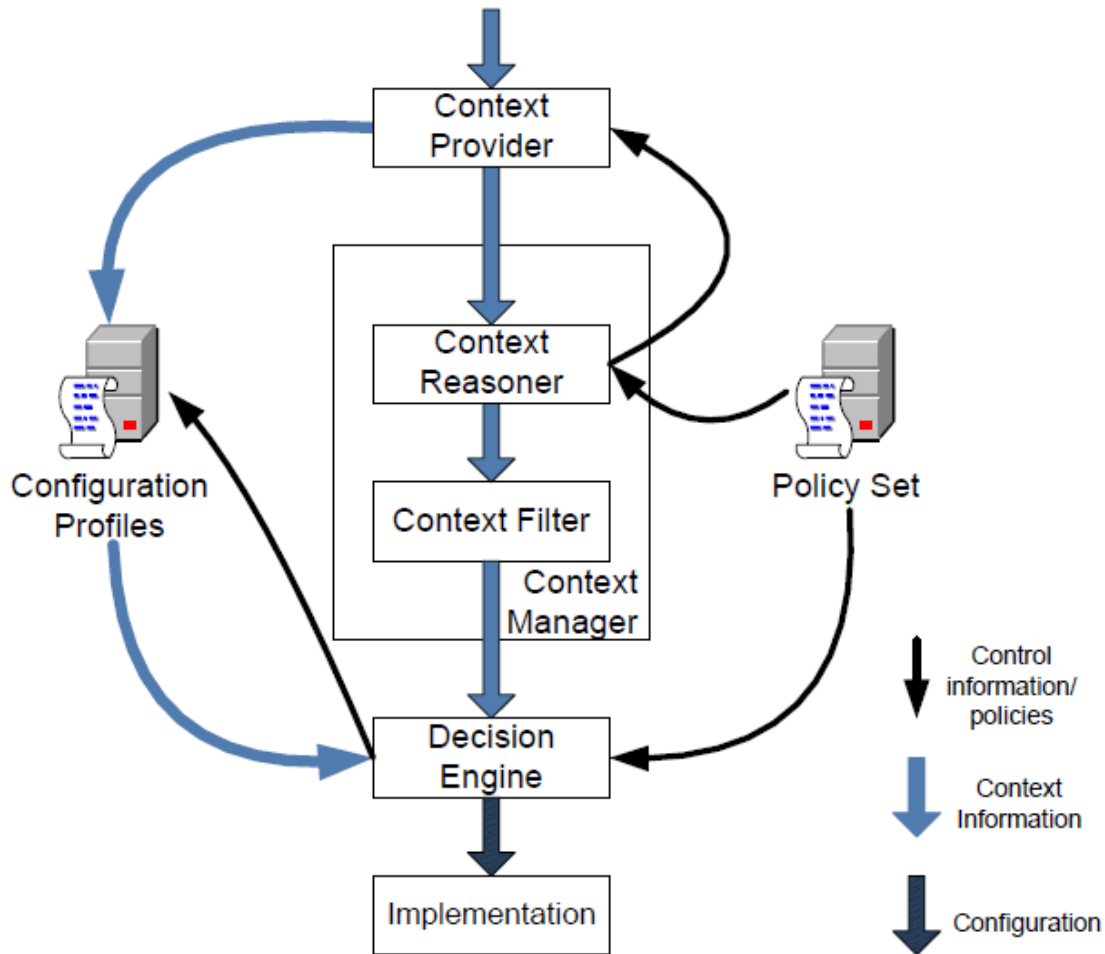 Context
Provider
Context
Reasoner
Configuration
Profiles
Policy Set
Context Filter
Context
Manager
Decision
Engine
Implementation
Control
information/
policies
Context
Information
Configuration